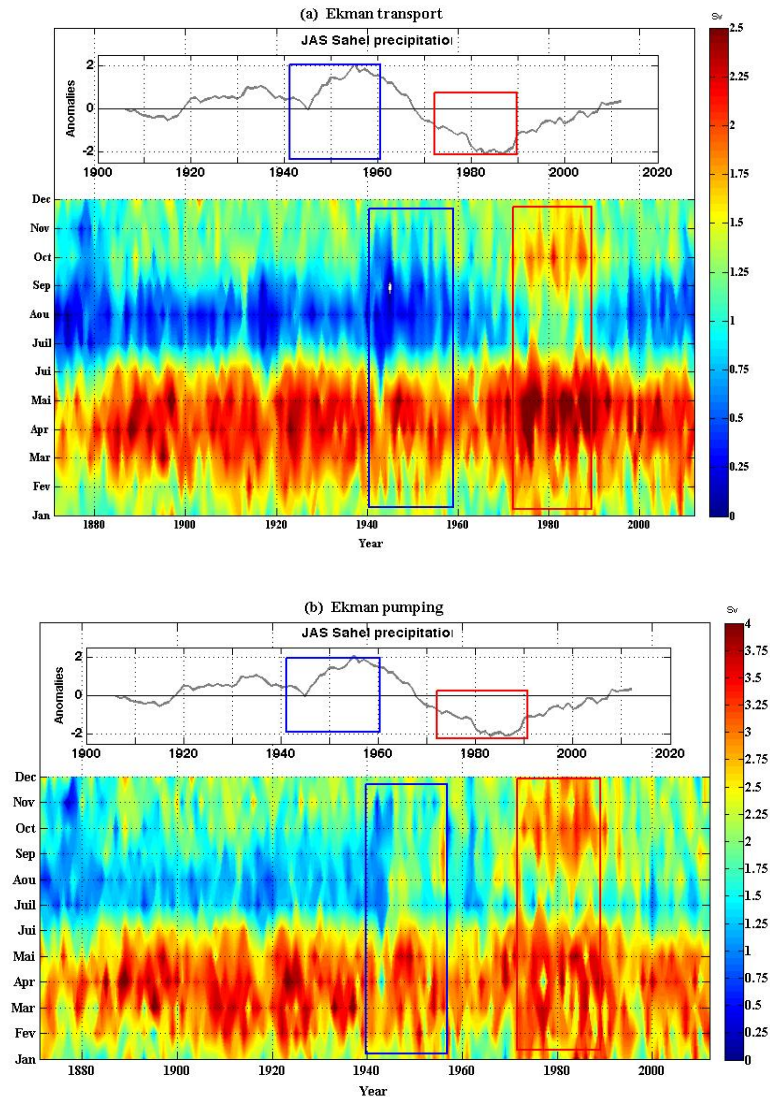 (a) Ekman transport
Sv
JAS Sahel precipitatio
Anomalies
2
0
-2
1900 1920 1940 1960 1980 2000 2020
2.5
2.25
2
1.75
1.5
1.25
1
0.75
0.5
0.25
0
Dec
Nov
Oct
Sep
Aou
Juil
Jui
Mai
Apr
Mar
Fev
Jan
1880 1900 1920 1940 1960 1980 2000
Year
(b) Ekman pumping
Sv
JAS Sahel precipitatio
Anomalies
2
0
-2
1900 1920 1940 1960 1980 2000 2020
4
3.75
3.5
3.25
3
2.75
2.5
2.25
2
1.75
1.5
1.25
1
0.75
0.5
0.25
0
Dec
Nov
Oct
Sep
Aou
Juil
Jui
Mai
Apr
Mar
Fev
Jan
1880 1900 1920 1940 1960 1980 2000
Year